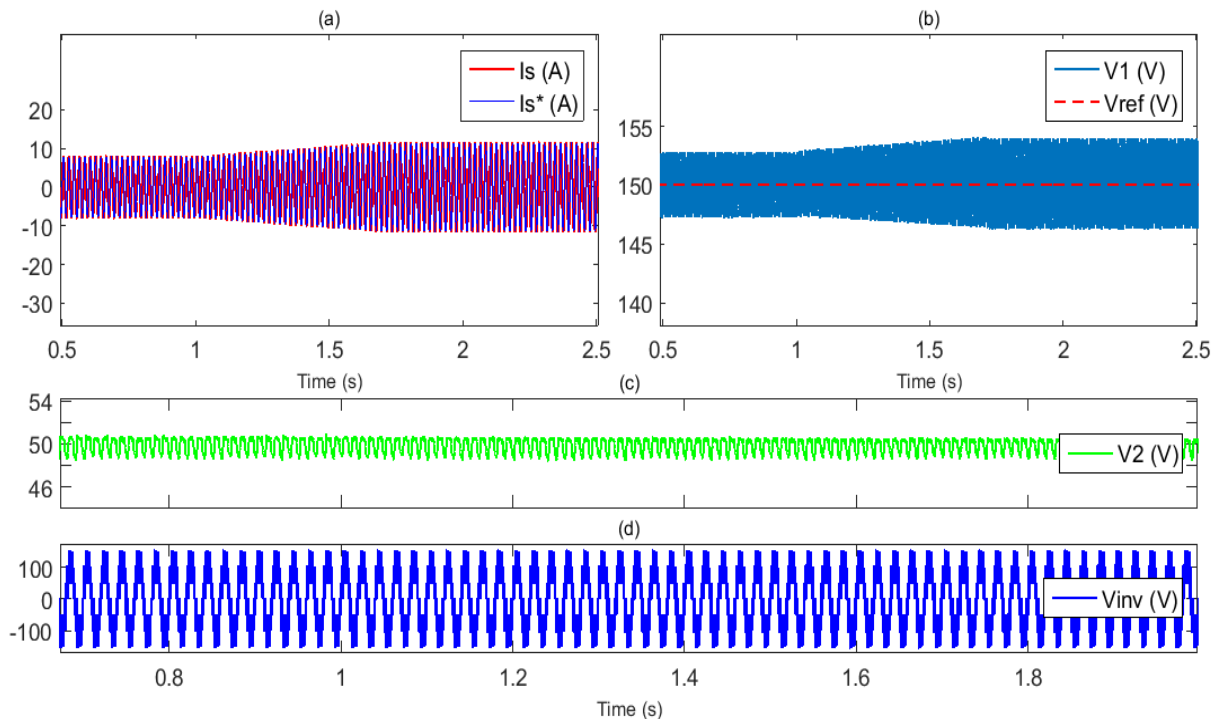 (a)
Is (A)
Is* (A)
20
10
0
-10
-20
-30
0.5 1 1.5 2 2.5
Time (s)
(b)
V1 (V)
Vref (V)
155
150
145
140
0.5 1 1.5 2 2.5
Time (s)
(c)
54
50
46
V2 (V)
(d)
100
0
-100
Vinv (V)
0.8 1 1.2 1.4 1.6 1.8
Time (s)